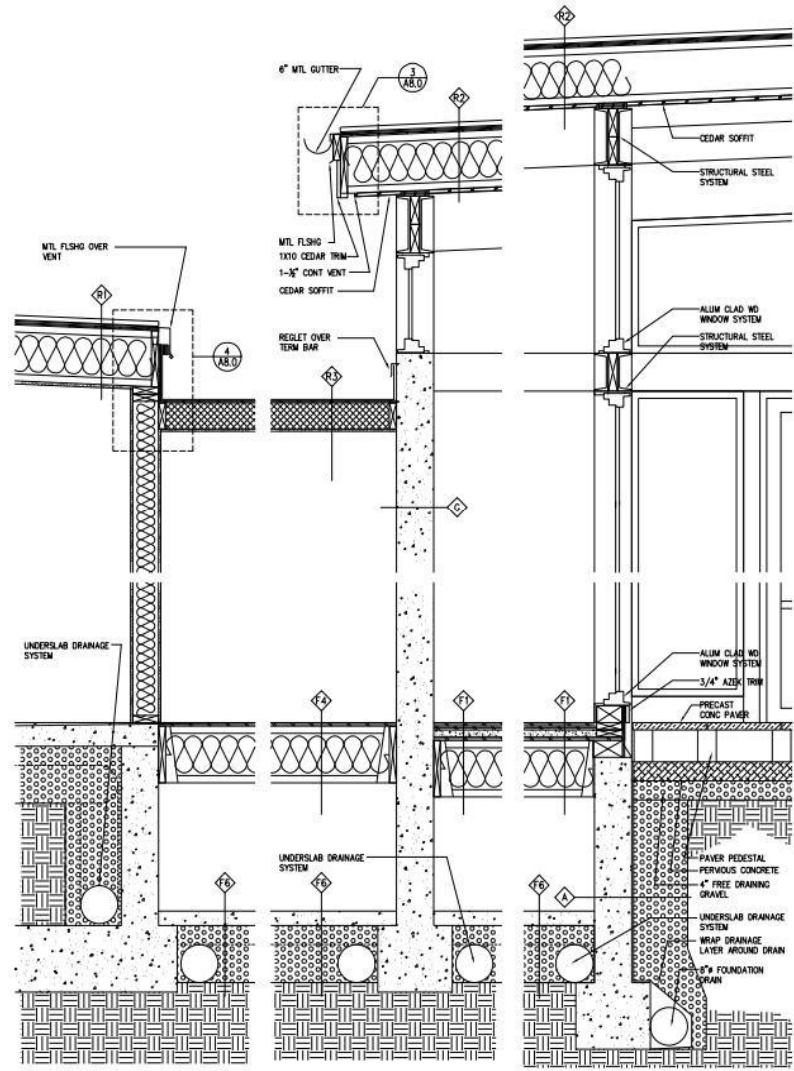 R2
6" MTL GUTTER
3
A8.0
R2
CEDAR SOFFIT
STRUCTURAL STEEL
SYSTEM
MTL FLSHG OVER
VENT
MTL FLSHG
1X10 CEDAR TRIM
1-½" CONT VENT
CEDAR SOFFIT
R1
ALUM CLAD WD
WINDOW SYSTEM
STRUCTURAL STEEL
SYSTEM
REGLET OVER
TERM BAR
4
A8.0
R3
G
UNDERSLAB DRAINAGE
SYSTEM
ALUM CLAD WD
WINDOW SYSTEM
3/4" AZEK TRIM
F4
F1
F1
PRECAST
CONC PAVER
UNDERSLAB DRAINAGE
SYSTEM
PAVER PEDESTAL
PERVIOUS CONCRETE
4" FREE DRAINING
GRAVEL
F6
F6
F6
A
UNDERSLAB DRAINAGE
SYSTEM
WRAP DRAINAGE
LAYER AROUND DRAIN
8"ø FOUNDATION
DRAIN